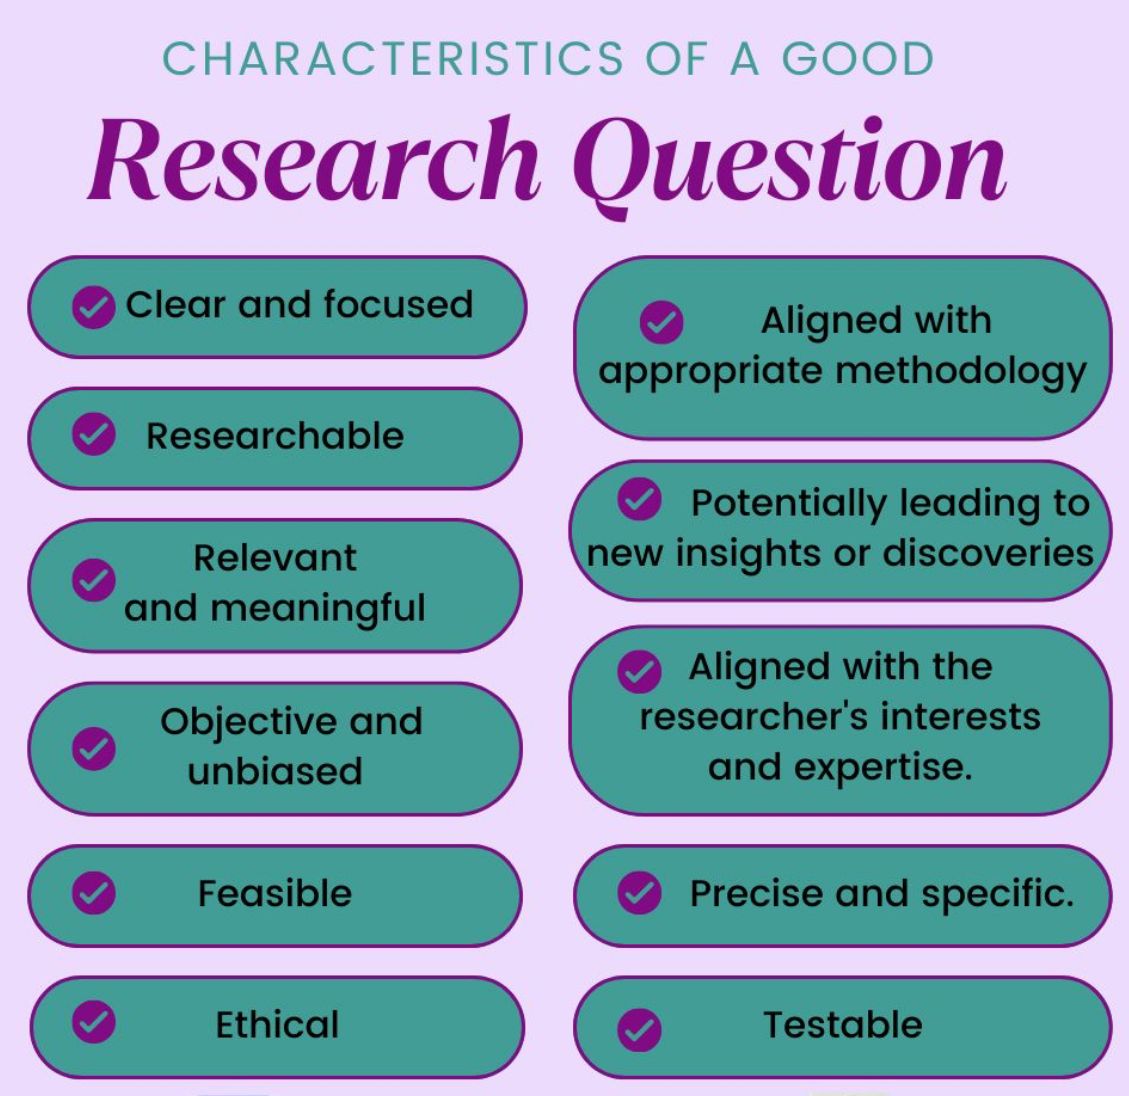 CHARACTERISTICS OF A GOOD
Research Question
Clear and focused
Researchable
Relevant
and meaningful
Objective and
unbiased
Feasible
Ethical
Aligned with
appropriate methodology
Potentially leading to
new insights or discoveries
Aligned with the
researcher's interests
and expertise.
Precise and specific.
Testable